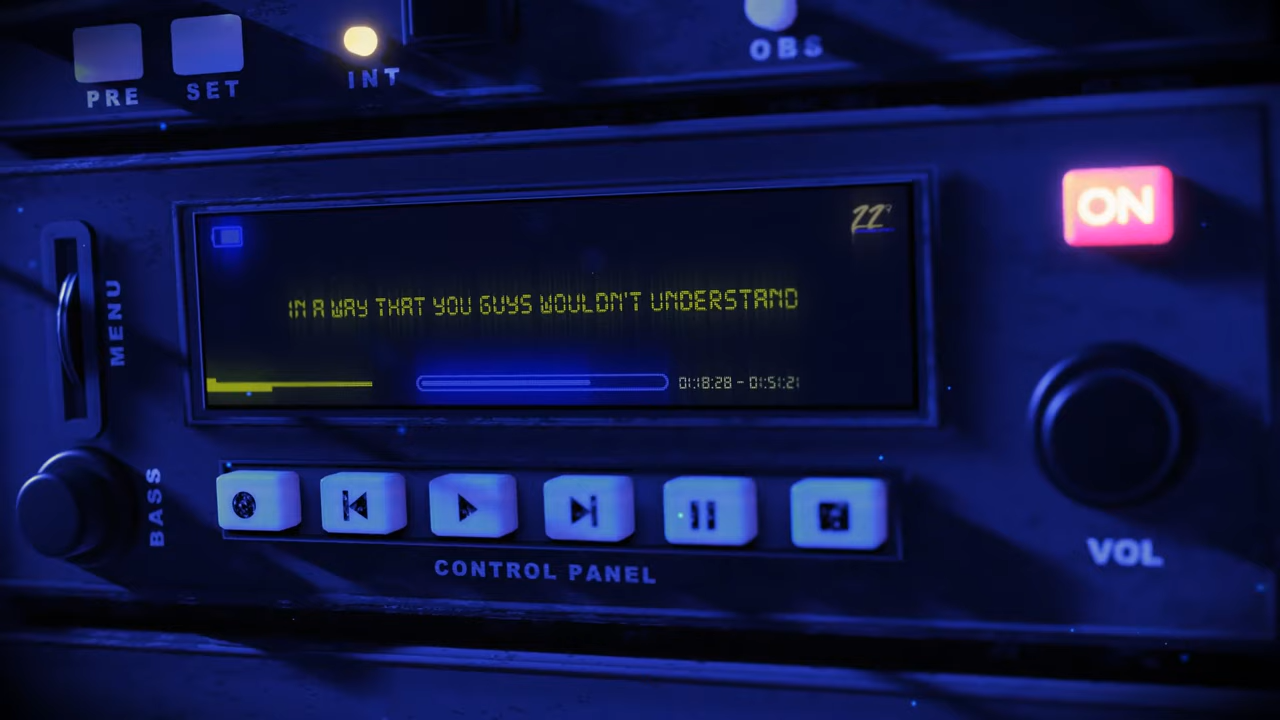 PRE
SET
INT
OBS
ON
22°
MENU
IN A WAY THAT YOU GUYS WOULDN'T UNDERSTAND
01:18:28 - 01:51:21
BASS
CONTROL PANEL
VOL